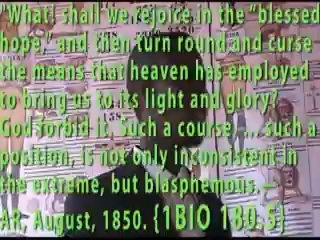 "What! shall we rejoice in the "blessed
hope," and then turn round and curse
the means that heaven has employed
to bring us to its light and glory?
God forbid it. Such a course, ... such a
position, is not only inconsistent in
the extreme, but blasphemous.—
AR, August, 1850. {1BIO 180.5}